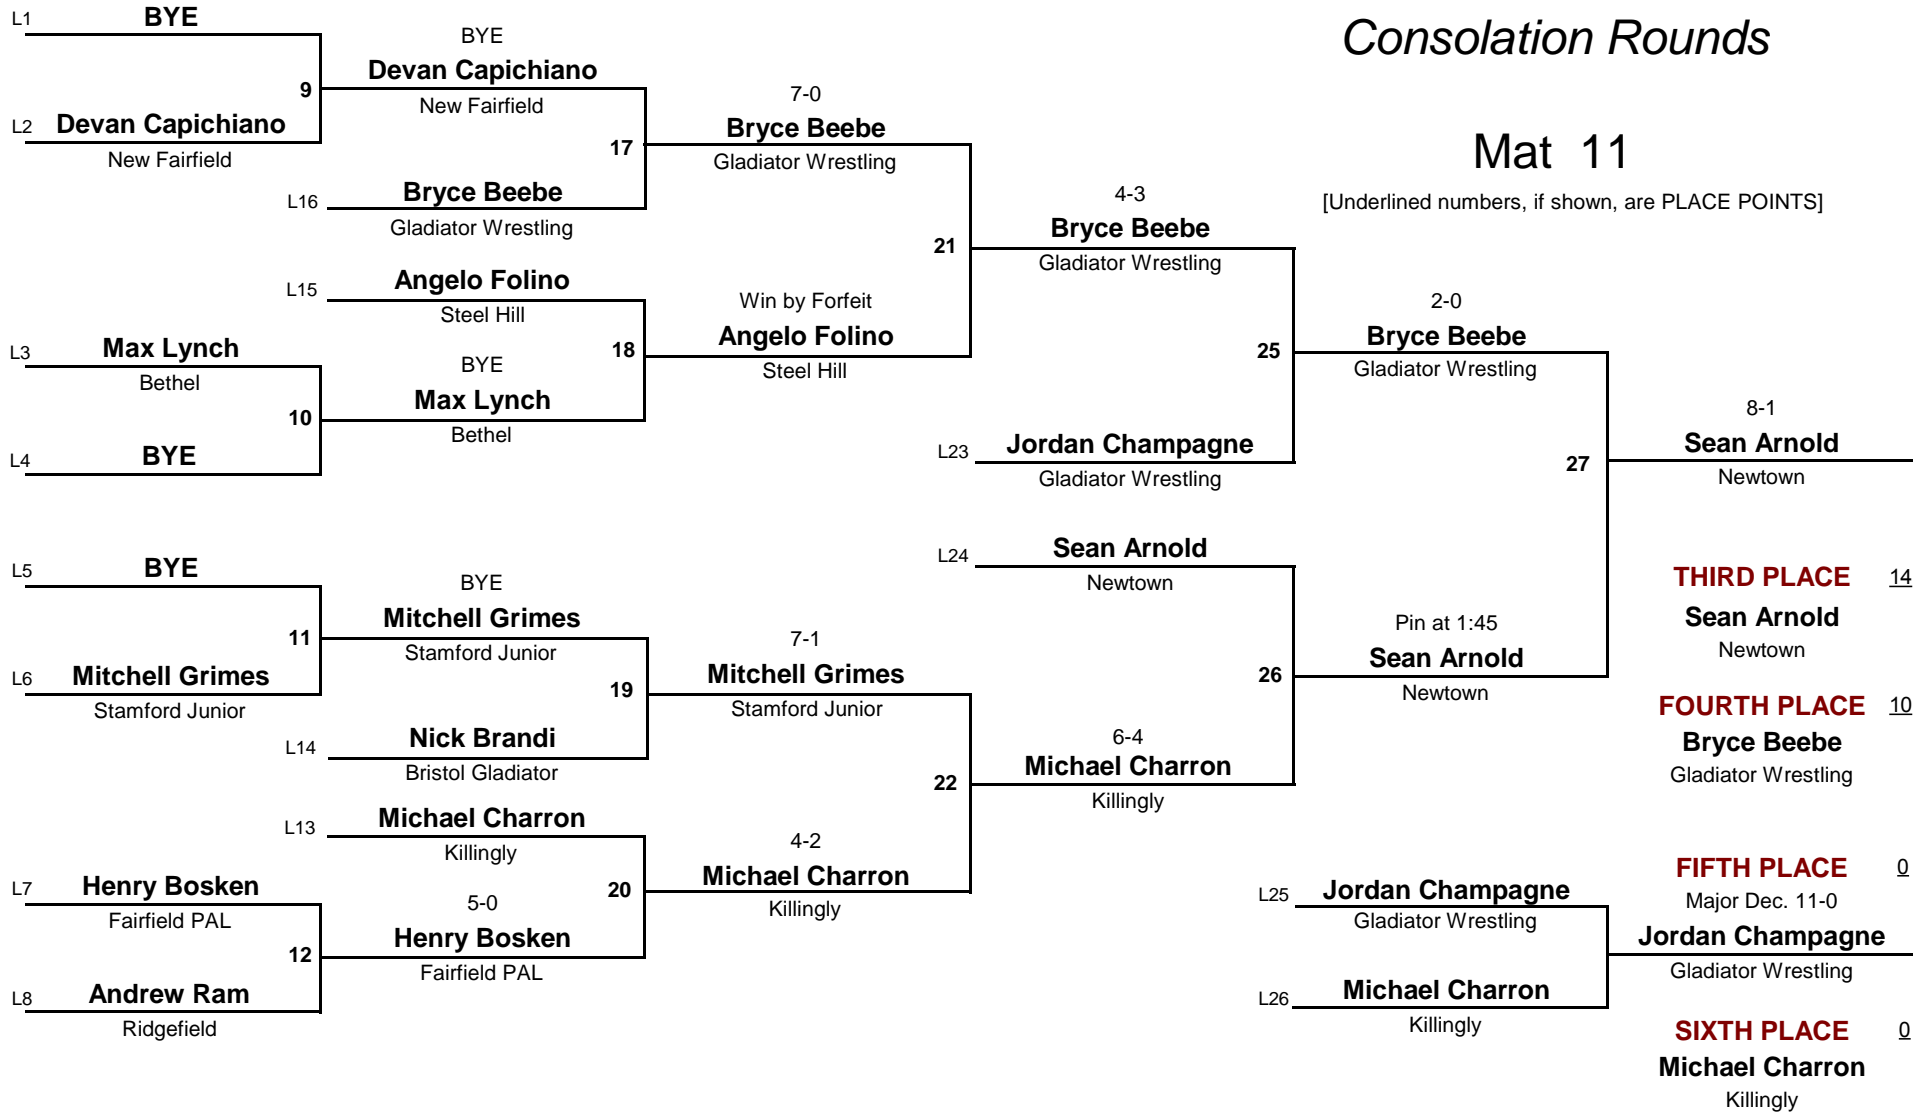 Consolation Rounds
Mat 11
[Underlined numbers, if shown, are PLACE POINTS]
L1
BYE
9
L2
Devan Capichiano
New Fairfield
L3
Max Lynch
Bethel
10
L4
BYE
L5
BYE
11
L6
Mitchell Grimes
Stamford Junior
L7
Henry Bosken
Fairfield PAL
12
L8
Andrew Ram
Ridgefield
BYE
Devan Capichiano
New Fairfield
17
L16
Bryce Beebe
Gladiator Wrestling
L15
Angelo Folino
Steel Hill
18
BYE
Max Lynch
Bethel
BYE
Mitchell Grimes
Stamford Junior
19
L14
Nick Brandi
Bristol Gladiator
L13
Michael Charron
Killingly
20
5-0
Henry Bosken
Fairfield PAL
7-0
Bryce Beebe
Gladiator Wrestling
21
Win by Forfeit
Angelo Folino
Steel Hill
7-1
Mitchell Grimes
Stamford Junior
22
4-2
Michael Charron
Killingly
4-3
Bryce Beebe
Gladiator Wrestling
25
L23
Jordan Champagne
Gladiator Wrestling
L24
Sean Arnold
Newtown
26
6-4
Michael Charron
Killingly
2-0
Bryce Beebe
Gladiator Wrestling
27
Pin at 1:45
Sean Arnold
Newtown
8-1
Sean Arnold
Newtown
THIRD PLACE 14
Sean Arnold
Newtown
FOURTH PLACE 10
Bryce Beebe
Gladiator Wrestling
L25
Jordan Champagne
Gladiator Wrestling
L26
Michael Charron
Killingly
FIFTH PLACE 0
Major Dec. 11-0
Jordan Champagne
Gladiator Wrestling
SIXTH PLACE 0
Michael Charron
Killingly